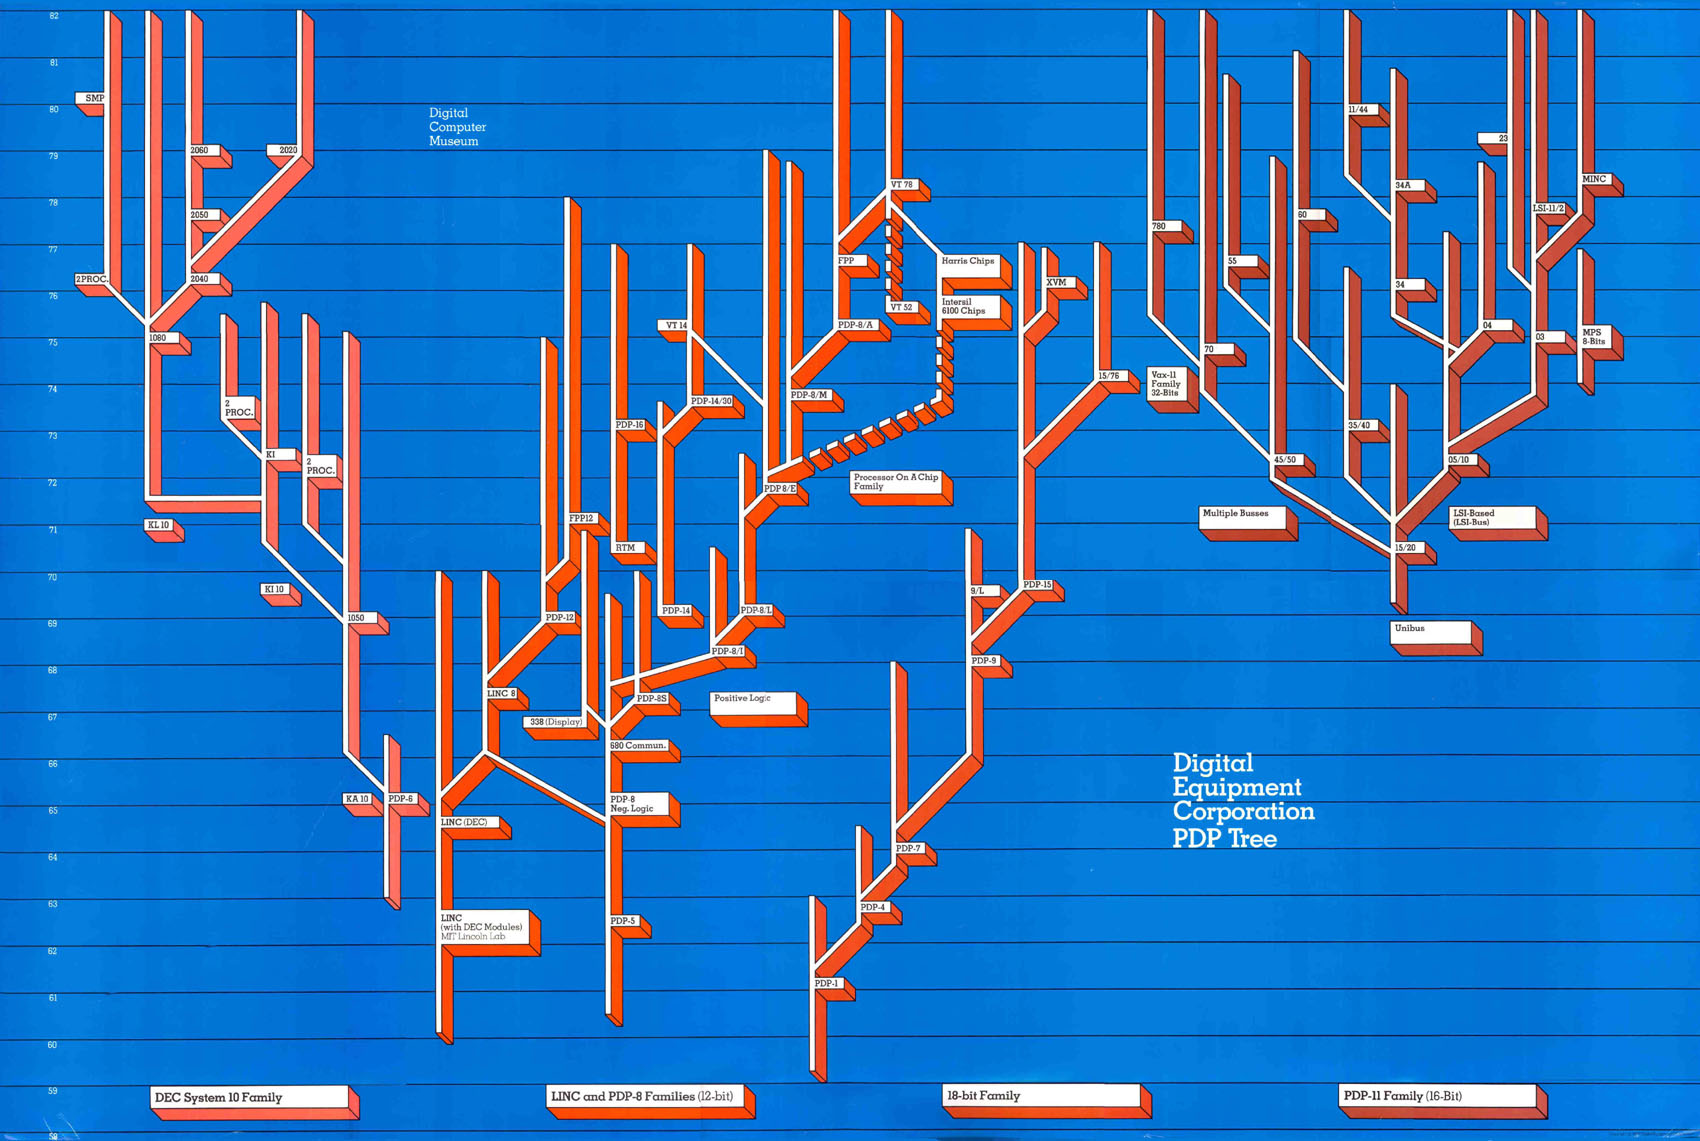 82
81
80
79
78
77
76
75
74
73
72
71
70
69
68
67
66
65
64
63
62
61
60
59
58
Digital
Computer
Museum
SMP
2060
2020
2050
2PROC.
2040
1080
2
PROC.
KI
2
PROC.
KL 10
KI 10
1050
KA 10
PDP-6
DEC System 10 Family
VT 78
FPP
Harris Chips
VT 52
Intersil
6100 Chips
PDP-8/A
VT 14
PDP-8/M
PDP-14/30
PDP-16
PDP 8/E
Processor On A Chip
Family
FPP12
RTM
PDP-12
PDP-14
PDP-8/L
PDP-8/I
LINC 8
PDP-8S
Positive Logic
338 (Display)
680 Commun.
PDP-8
Neg. Logic
LINC (DEC)
LINC
(with DEC Modules)
MIT Lincoln Lab
PDP-5
LINC and PDP-8 Families (12-bit)
XVM
15/76
PDP-15
9/L
PDP-9
PDP-7
PDP-4
PDP-1
18-bit Family
11/44
23
MINC
34A
LSI-11/2
60
780
55
34
04
03
MPS
8-Bits
70
Vax-11
Family
32-Bits
35/40
45/50
05/10
Multiple Busses
LSI-Based
(LSI-Bus)
15/20
Unibus
Digital
Equipment
Corporation
PDP Tree
PDP-11 Family (16-Bit)